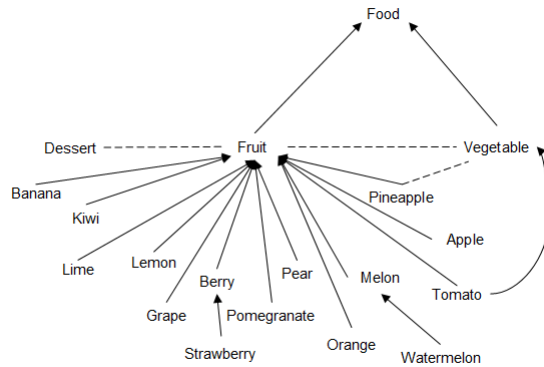 Food
Dessert
Fruit
Vegetable
Banana
Pineapple
Kiwi
Apple
Lime
Lemon
Berry
Pear
Melon
Tomato
Grape
Pomegranate
Orange
Strawberry
Watermelon